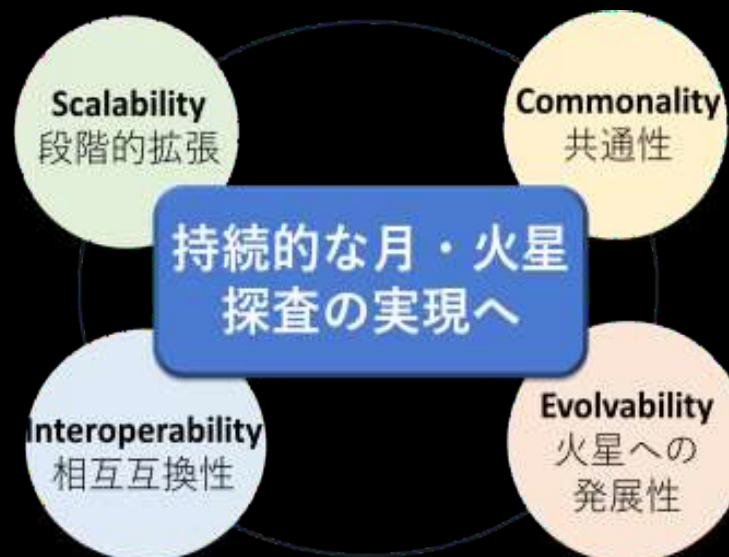 Scalability
段階的拡張
Commonality
共通性
持続的な月・火星
探査の実現へ
Interoperability
相互互換性
Evolvability
火星への
発展性